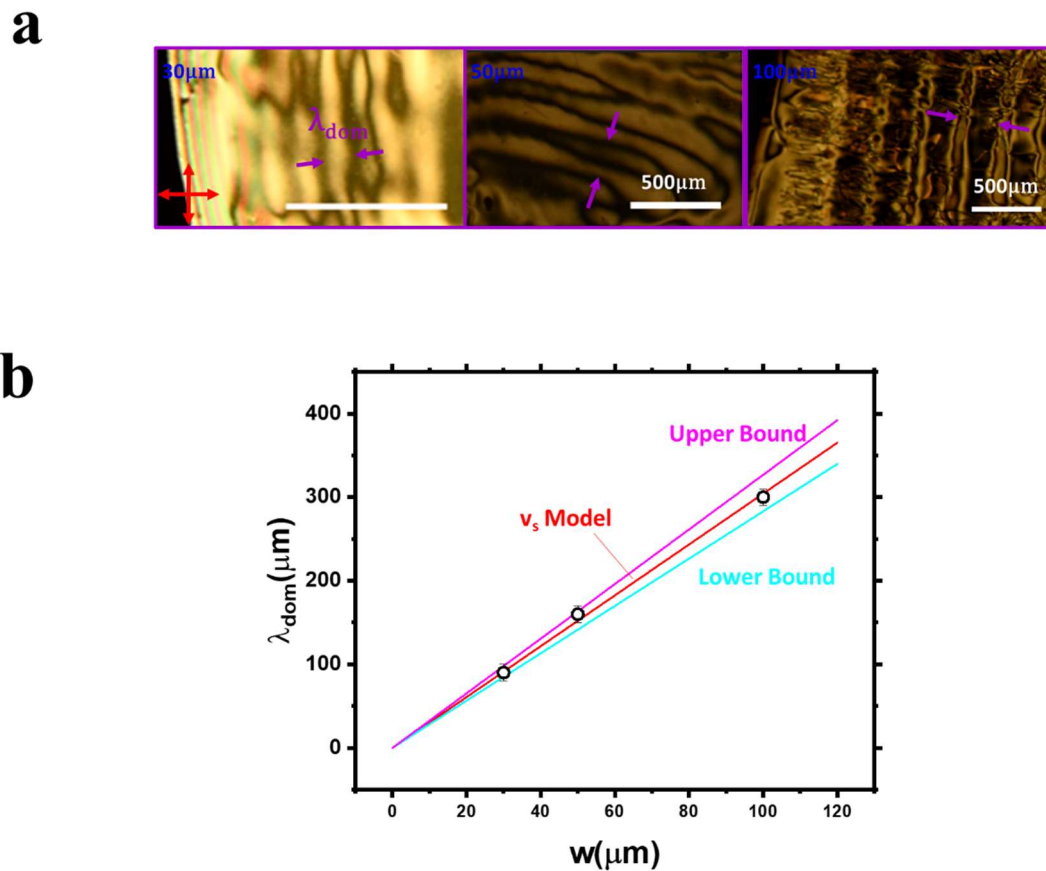 a
30μm
50μm
100μm
λdom
500μm
500μm
b
400
300
200
100
0
λdom(μm)
Upper Bound
vs Model
Lower Bound
0 20 40 60 80 100 120
w(μm)